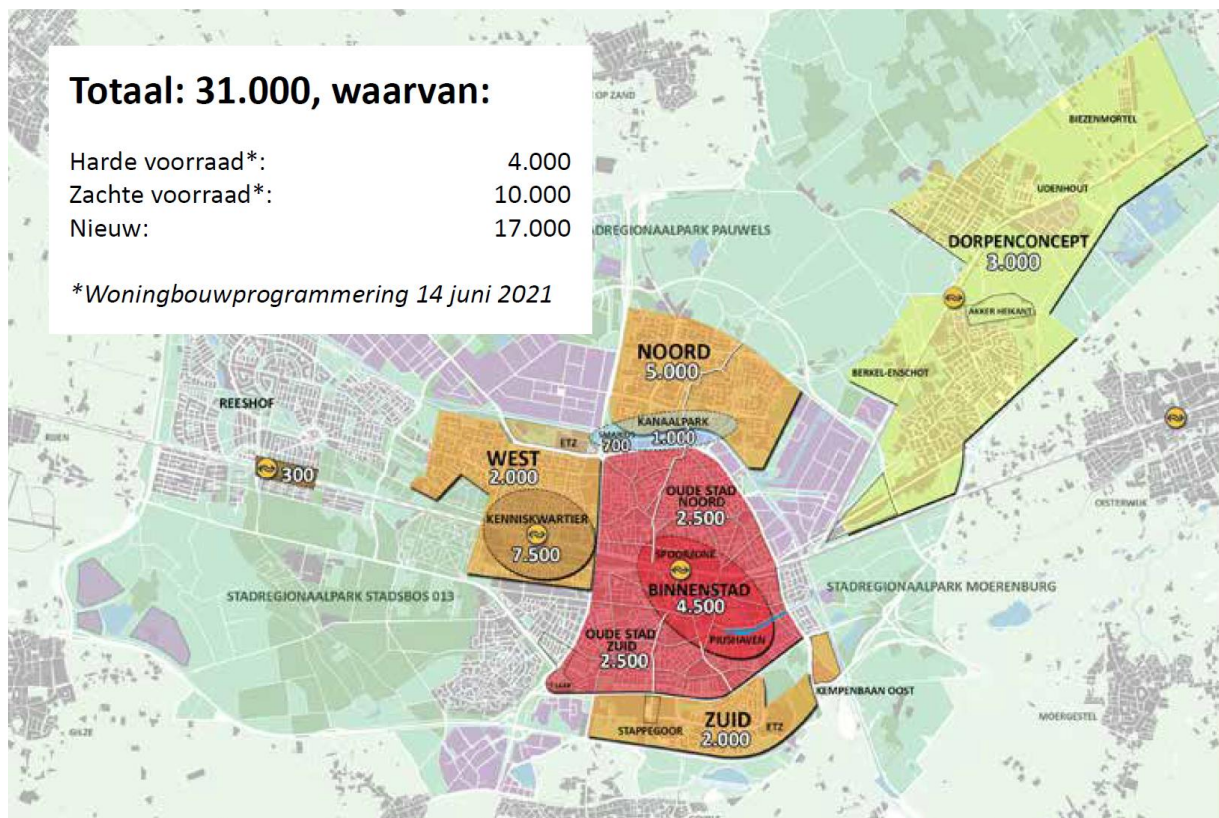 Totaal: 31.000, waarvan:
Harde voorraad*: 4.000
Zachte voorraad*: 10.000
Nieuw: 17.000
*Woningbouwprogrammering 14 juni 2021
OP ZAND
BIEZENMORTEL
UDENHOUT
ADREGIONAALPARK PAUWELS
DORPENCONCEPT
3.000
AKKER HEIKANT
NOORD
5.000
BERKEL-ENSCHOT
REESHOF
KANAALPARK
1.000
700
ETZ
RIJEN
WEST
2.000
300
OUDE STAD
NOORD
2.500
OISTERWIJK
KENNISKWARTIER
7.500
SPOORZONE
BINNENSTAD
4.500
STADREGIONAALPARK MOERENBURG
STADREGIONAALPARK STADSBOS 013
PIUSHAVEN
OUDE STAD
ZUID
2.500
KEMPENBAAN OOST
MOERGESTEL
ZUID
2.000
STAPPEGOOR
ETZ
GILZE